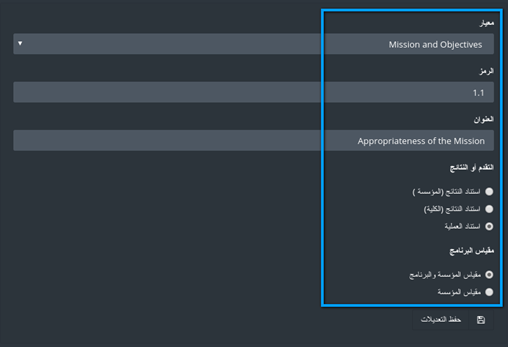 معيار
Mission and Objectives
الرمز
1.1
العنوان
Appropriateness of the Mission
التقدم أو النتائج
استناد النتائج (المؤسسة )
استناد النتائج (الكلية)
استناد العملية
مقياس البرنامج
مقياس المؤسسة والبرنامج
مقياس المؤسسة
حفظ التعديلات